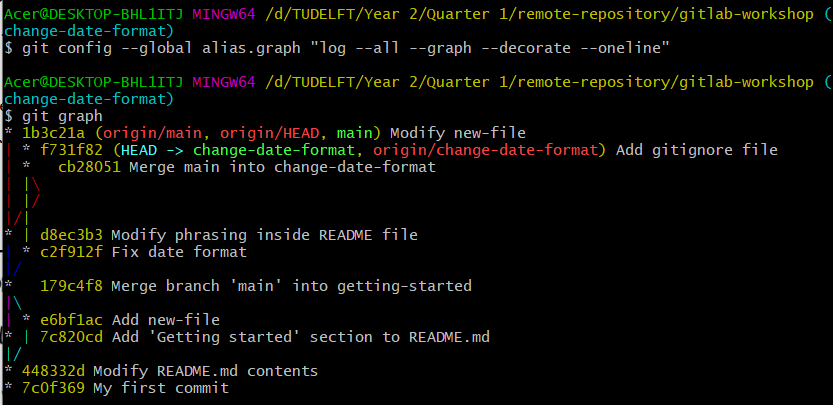 Acer@DESKTOP-BHL1ITJ MINGW64 /d/TUDELFT/Year 2/Quarter 1/remote-repository/gitlab-workshop (
change-date-format)
$ git config --global alias.graph "log --all --graph --decorate --oneline"
Acer@DESKTOP-BHL1ITJ MINGW64 /d/TUDELFT/Year 2/Quarter 1/remote-repository/gitlab-workshop (
change-date-format)
$ git graph
* 1b3c21a (origin/main, origin/HEAD, main) Modify new-file
| * f731f82 (HEAD -> change-date-format, origin/change-date-format) Add gitignore file
| *   cb28051 Merge main into change-date-format
| |\
| |/
|/|
* | d8ec3b3 Modify phrasing inside README file
| * c2f912f Fix date format
|/
*   179c4f8 Merge branch 'main' into getting-started
|\
| * e6bf1ac Add new-file
* | 7c820cd Add 'Getting started' section to README.md
|/
* 448332d Modify README.md contents
* 7c0f369 My first commit